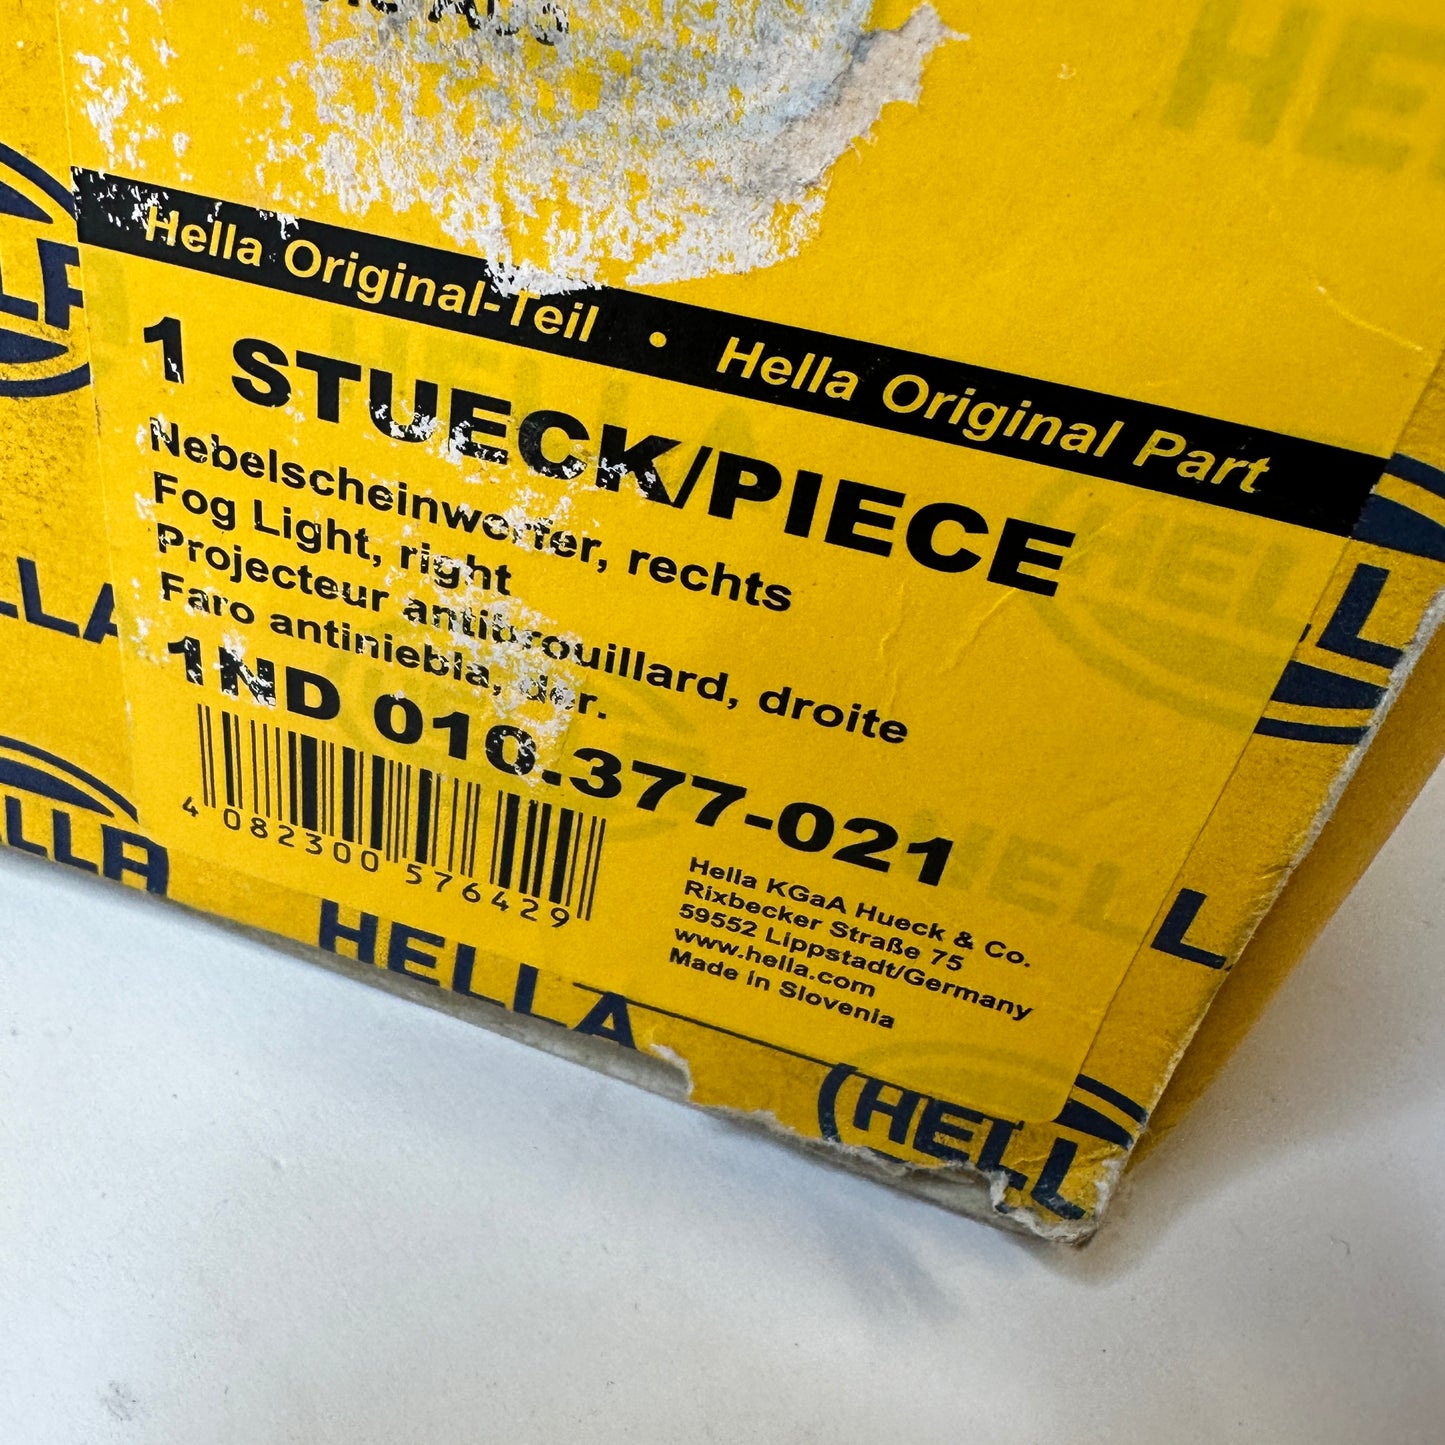 Hella Original-Teil • Hella Original Part
1 STUECK/PIECE
Nebelscheinwerfer, rechts
Fog Light, right
Projecteur antibrouillard, droite
Faro antiniebla, der.
1ND 010.377-021
4 082300 576429
Hella KGaA Hueck & Co.
Rixbecker Straße 75
59552 Lippstadt/Germany
www.hella.com
Made in Slovenia
HELLA